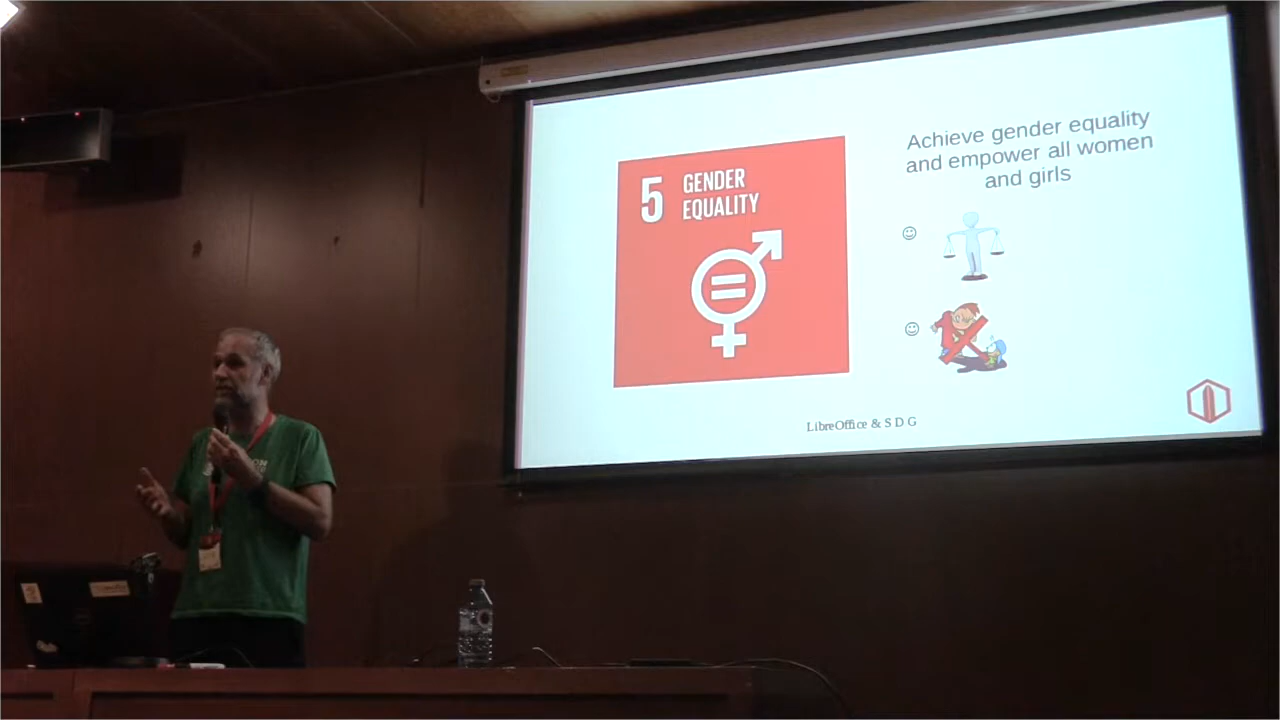 5 GENDER
EQUALITY
Achieve gender equality
and empower all women
and girls
LibreOffice & S D G